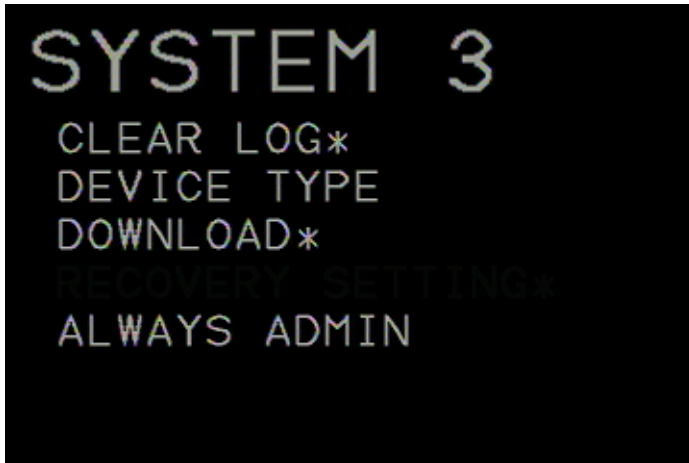 SYSTEM 3
CLEAR LOG*
DEVICE TYPE
DOWNLOAD*
RECOVERY SETTING*
ALWAYS ADMIN